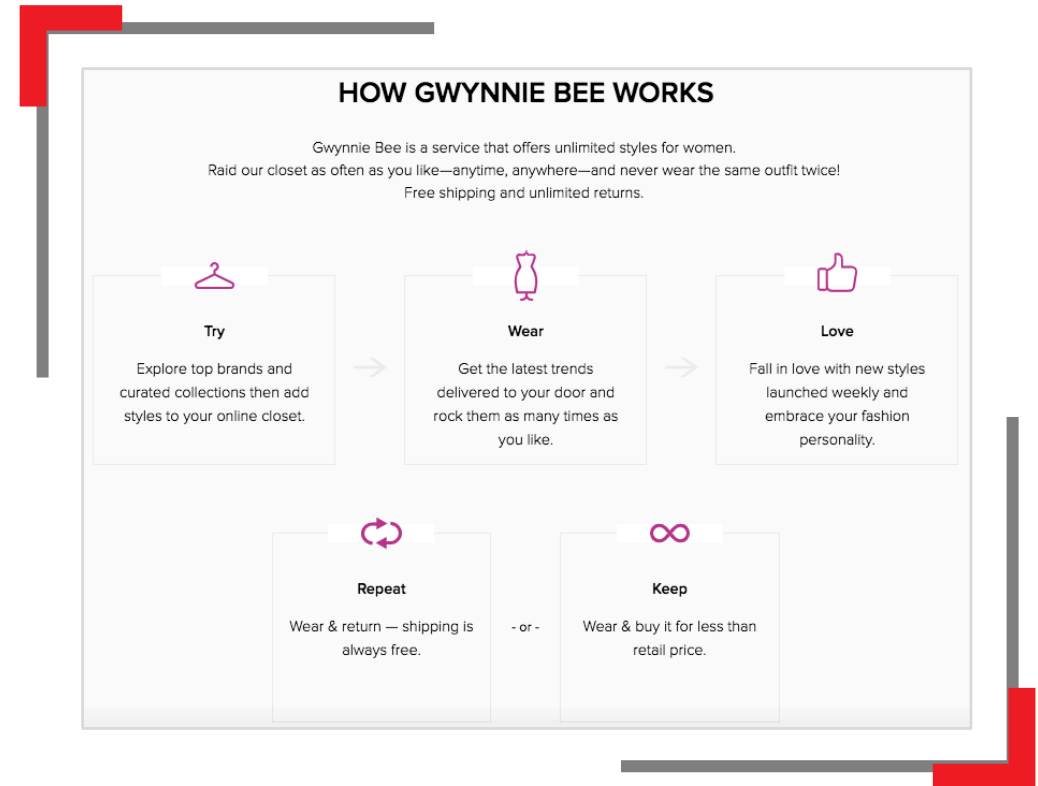 HOW GWYNNIE BEE WORKS
Gwynnie Bee is a service that offers unlimited styles for women.
Raid our closet as often as you like—anytime, anywhere—and never wear the same outfit twice!
Free shipping and unlimited returns.
Try
Explore top brands and
curated collections then add
styles to your online closet.
Wear
Get the latest trends
delivered to your door and
rock them as many times as
you like.
Love
Fall in love with new styles
launched weekly and
embrace your fashion
personality.
Repeat
Wear & return — shipping is
always free.
- or -
Keep
Wear & buy it for less than
retail price.